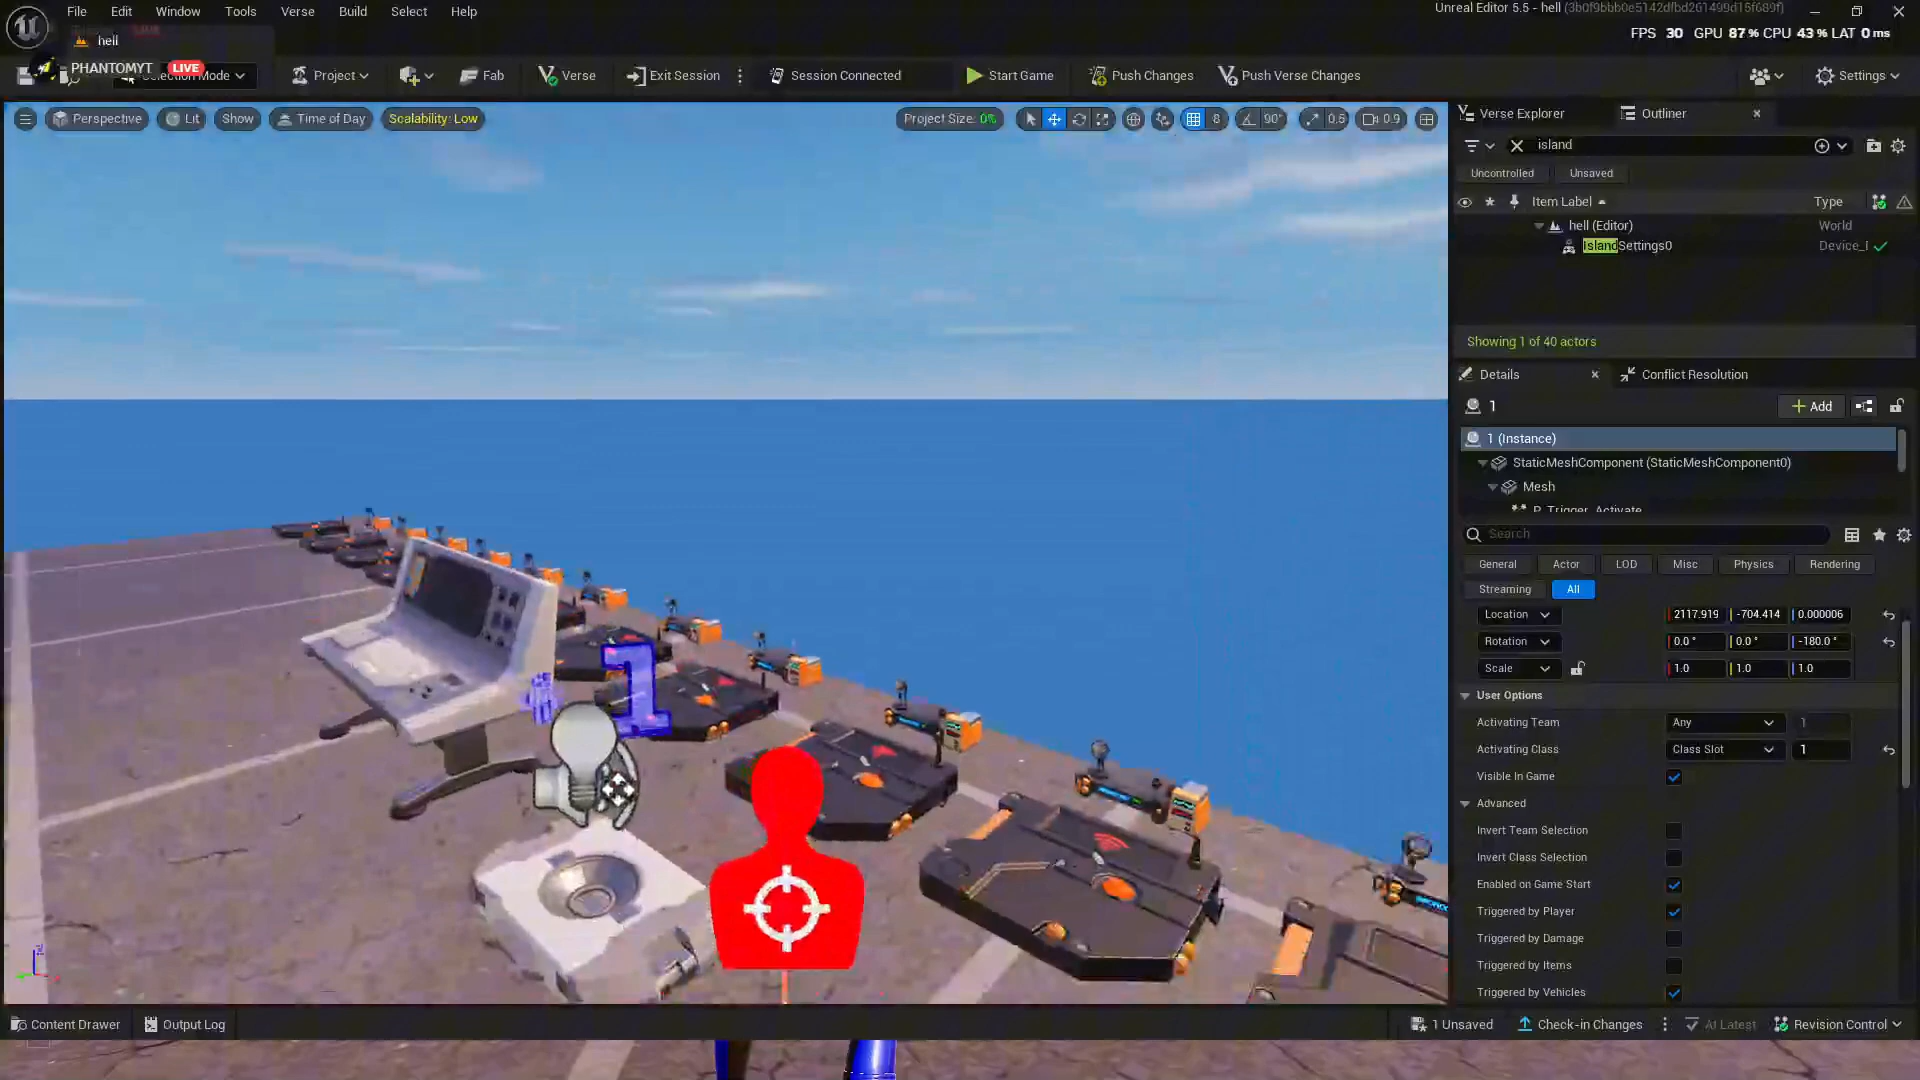 File Edit Window Tools Verse Build Select Help
Unreal Editor 5.5 - hell (3b0f9bbb0e5142dfbd261499d15f689f)
hell
FPS 30 GPU 87 % CPU 43 % LAT 0 ms
PHANTOMYT LIVE
Selection Mode Project Fab Verse Exit Session Session Connected Start Game Push Changes Push Verse Changes Settings
Perspective Lit Show Time of Day Scalability: Low Project Size: 0% 8 90° 0.5 0.9
Verse Explorer Outliner
island
Uncontrolled Unsaved
Item Label Type
hell (Editor) World
IslandSettings0 Device_I
Showing 1 of 40 actors
Details Conflict Resolution
1 Add
1 (Instance)
StaticMeshComponent (StaticMeshComponent0)
Mesh
P_Trigger_Activate
Search
General Actor LOD Misc Physics Rendering
Streaming All
Location 2117.919 -704.414 0.000006
Rotation 0.0 ° 0.0 ° -180.0 °
Scale 1.0 1.0 1.0
User Options
Activating Team Any 1
Activating Class Class Slot 1
Visible In Game
Advanced
Invert Team Selection
Invert Class Selection
Enabled on Game Start
Triggered by Player
Triggered by Damage
Triggered by Items
Triggered by Vehicles
1
Content Drawer Output Log 1 Unsaved Check-in Changes At Latest Revision Control